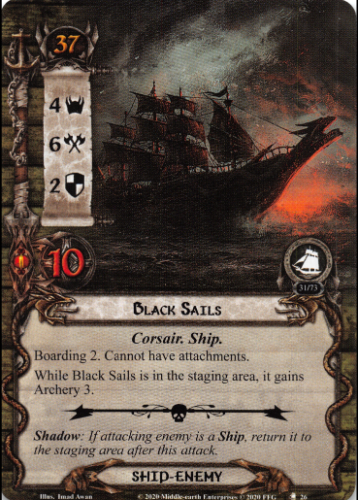 37
4
6
2
10
31/73
Black Sails
Corsair. Ship.
Boarding 2. Cannot have attachments.
While Black Sails is in the staging area, it gains
Archery 3.
Shadow: If attacking enemy is a Ship, return it to
the staging area after this attack.
SHIP-ENEMY
Illus. Imad Awan
© 2020 Middle-earth Enterprises © 2020 FFG
26